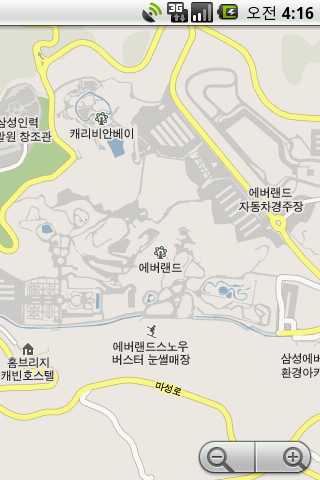 3G
오전 4:16
캐리비안베이
삼성인력
발원 창조관
에버랜드
자동차경주장
에버랜드
에버랜드스노우
버스터 눈썰매장
홈브리지
캐빈호스텔
삼성에버
환경아카
마성로